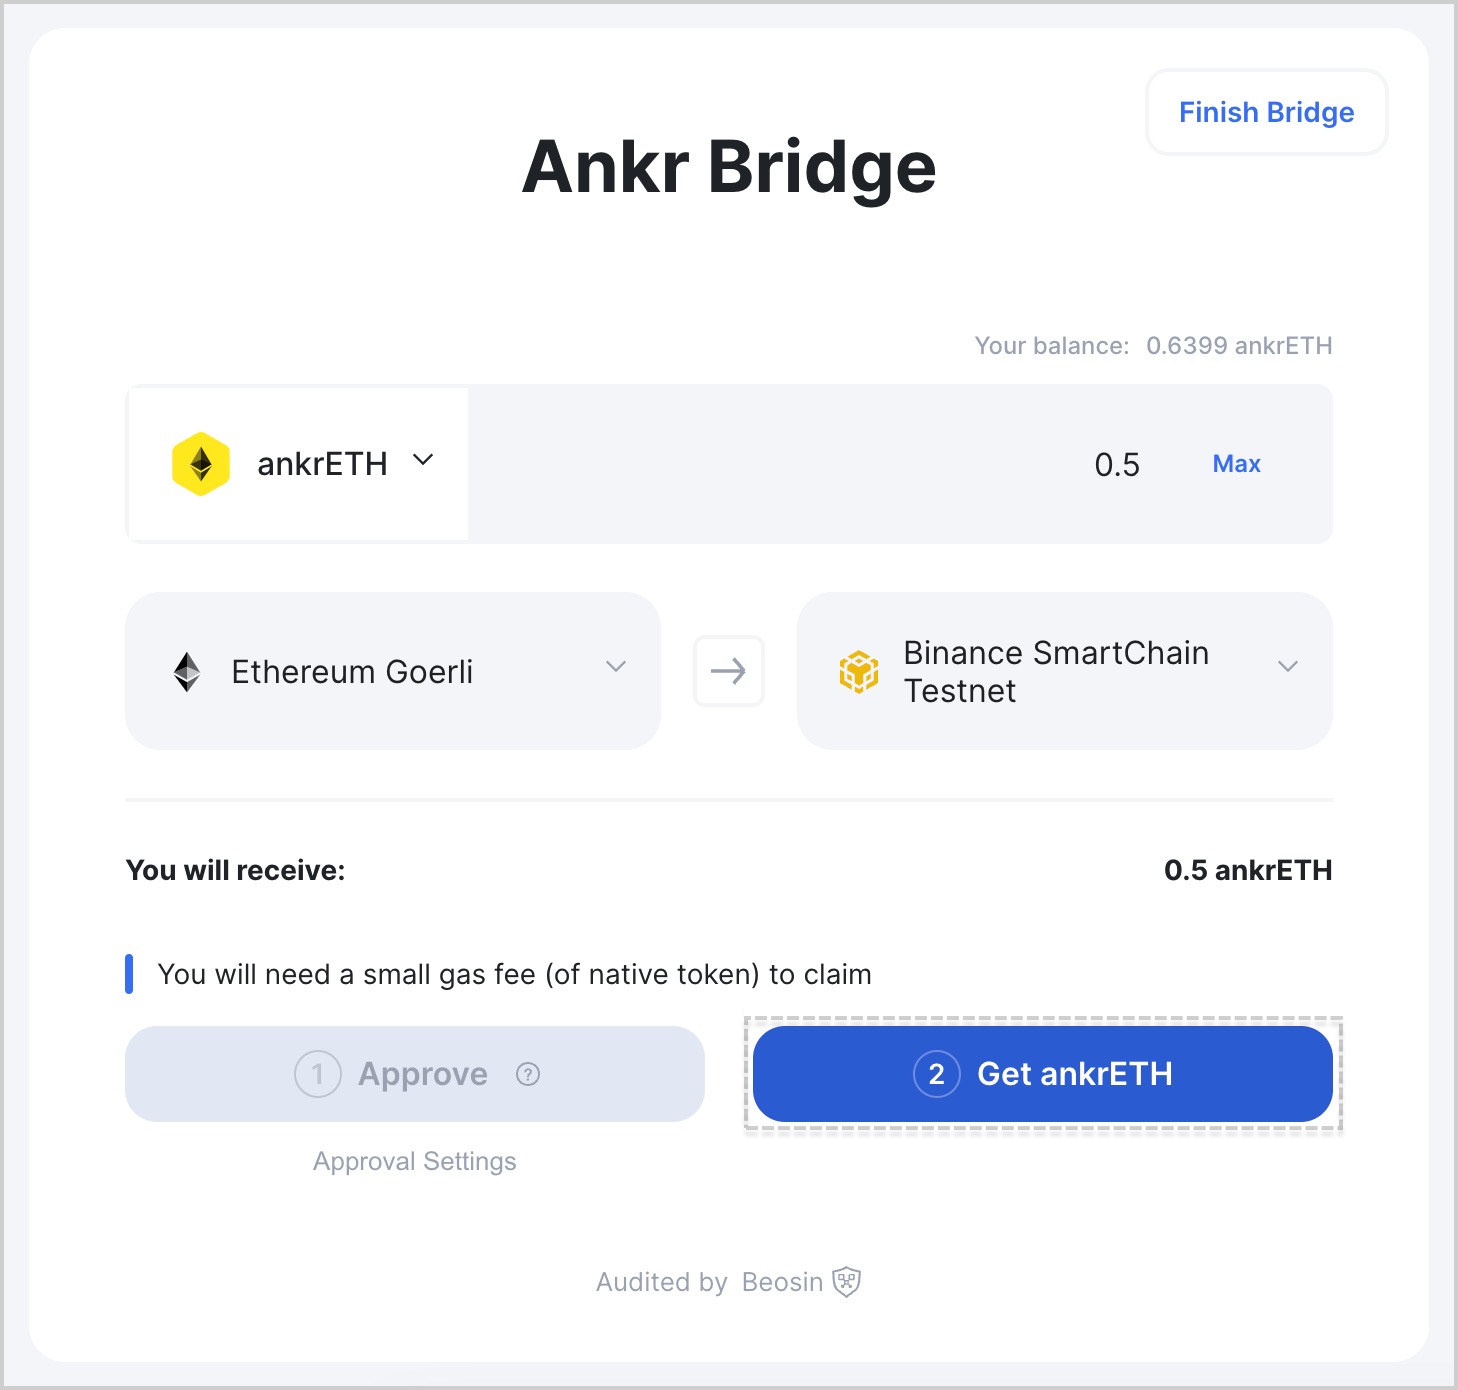 Finish Bridge
Ankr Bridge
Your balance: 0.6399 ankrETH
ankrETH
0.5
Max
Ethereum Goerli
Binance SmartChain
Testnet
You will receive:
0.5 ankrETH
You will need a small gas fee (of native token) to claim
1 Approve ?
2 Get ankrETH
Approval Settings
Audited by Beosin